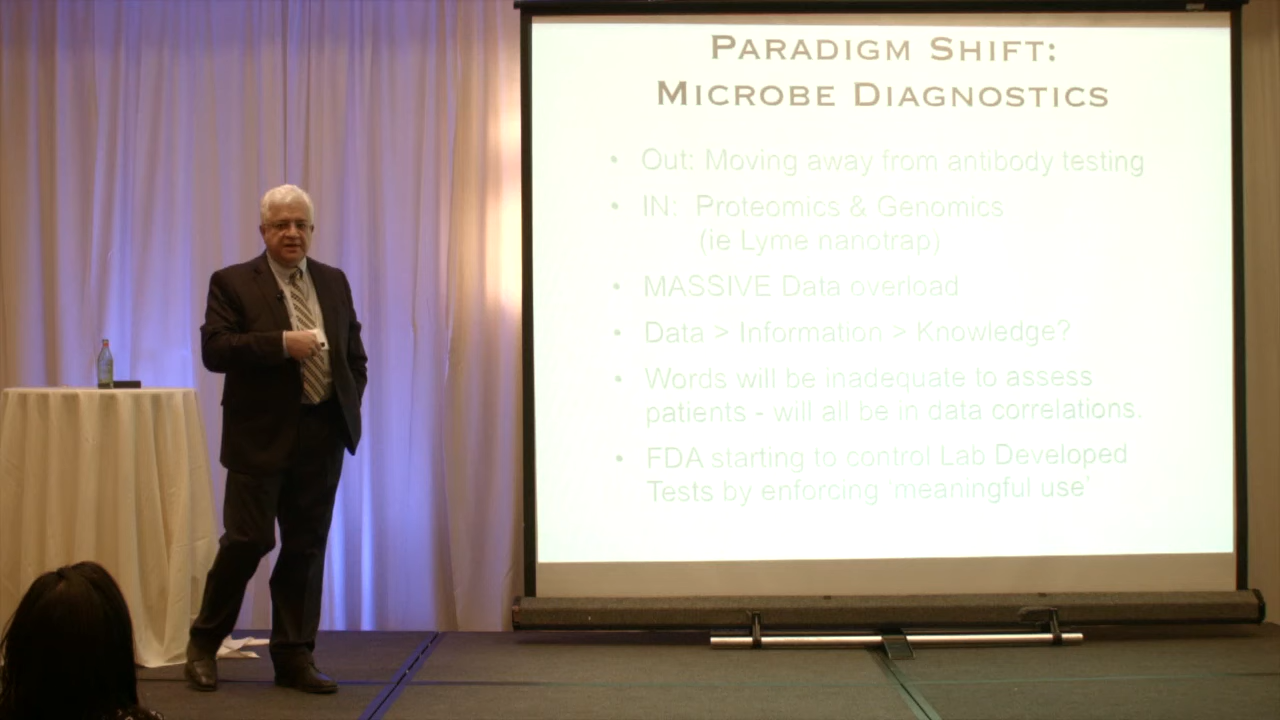 PARADIGM SHIFT:
MICROBE DIAGNOSTICS
• Out: Moving away from antibody testing
• IN: Proteomics & Genomics
(ie Lyme nanotrap)
• MASSIVE Data overload
• Data > Information > Knowledge?
• Words will be inadequate to assess
patients - will all be in data correlations.
• FDA starting to control Lab Developed
Tests by enforcing 'meaningful use'